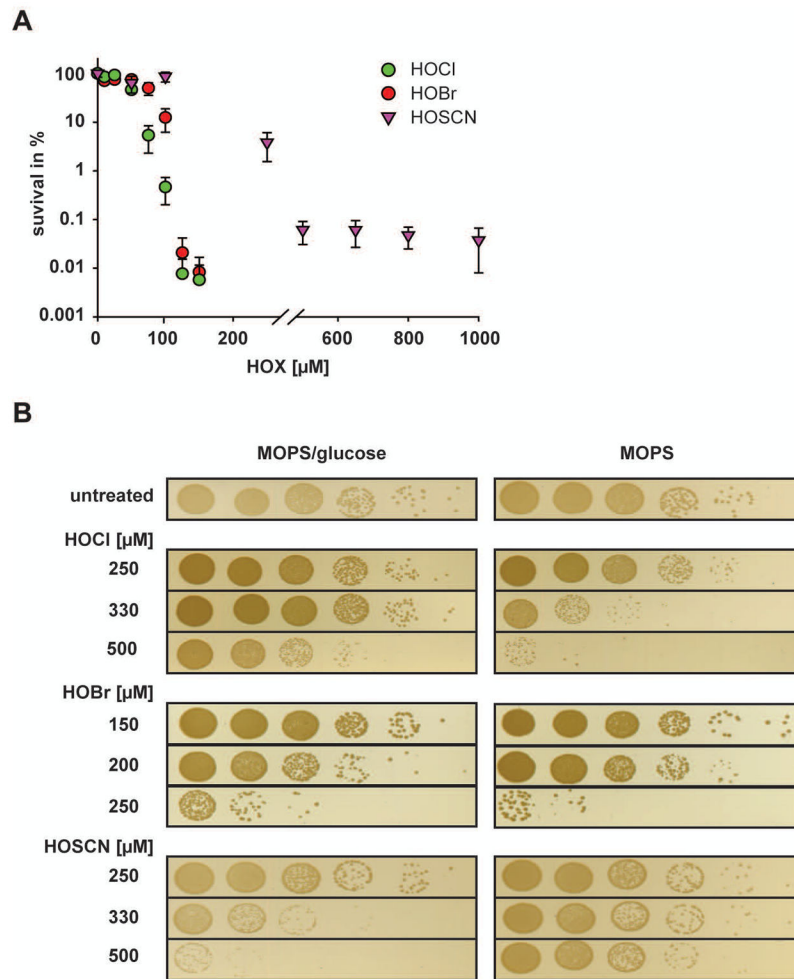 A
suvival in %
100
10
1
0.1
0.01
0.001
0 100 200 600 800 1000
HOX [µM]
HOCl
HOBr
HOSCN
B
MOPS/glucose MOPS
untreated
HOCl [µM]
250
330
500
HOBr [µM]
150
200
250
HOSCN [µM]
250
330
500